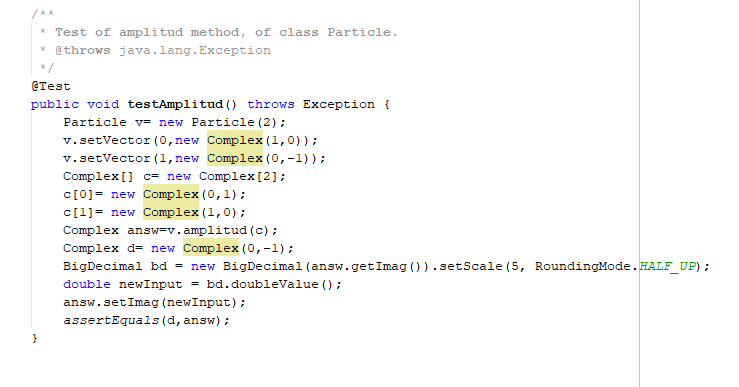 /**
 * Test of amplitud method, of class Particle.
 * @throws java.lang.Exception
 */
@Test
public void testAmplitud() throws Exception {
    Particle v= new Particle(2);
    v.setVector(0,new Complex(1,0));
    v.setVector(1,new Complex(0,-1));
    Complex[] c= new Complex[2];
    c[0]= new Complex(0,1);
    c[1]= new Complex(1,0);
    Complex answ=v.amplitud(c);
    Complex d= new Complex(0,-1);
    BigDecimal bd = new BigDecimal(answ.getImag()).setScale(5, RoundingMode.HALF_UP);
    double newInput = bd.doubleValue();
    answ.setImag(newInput);
    assertEquals(d,answ);
}